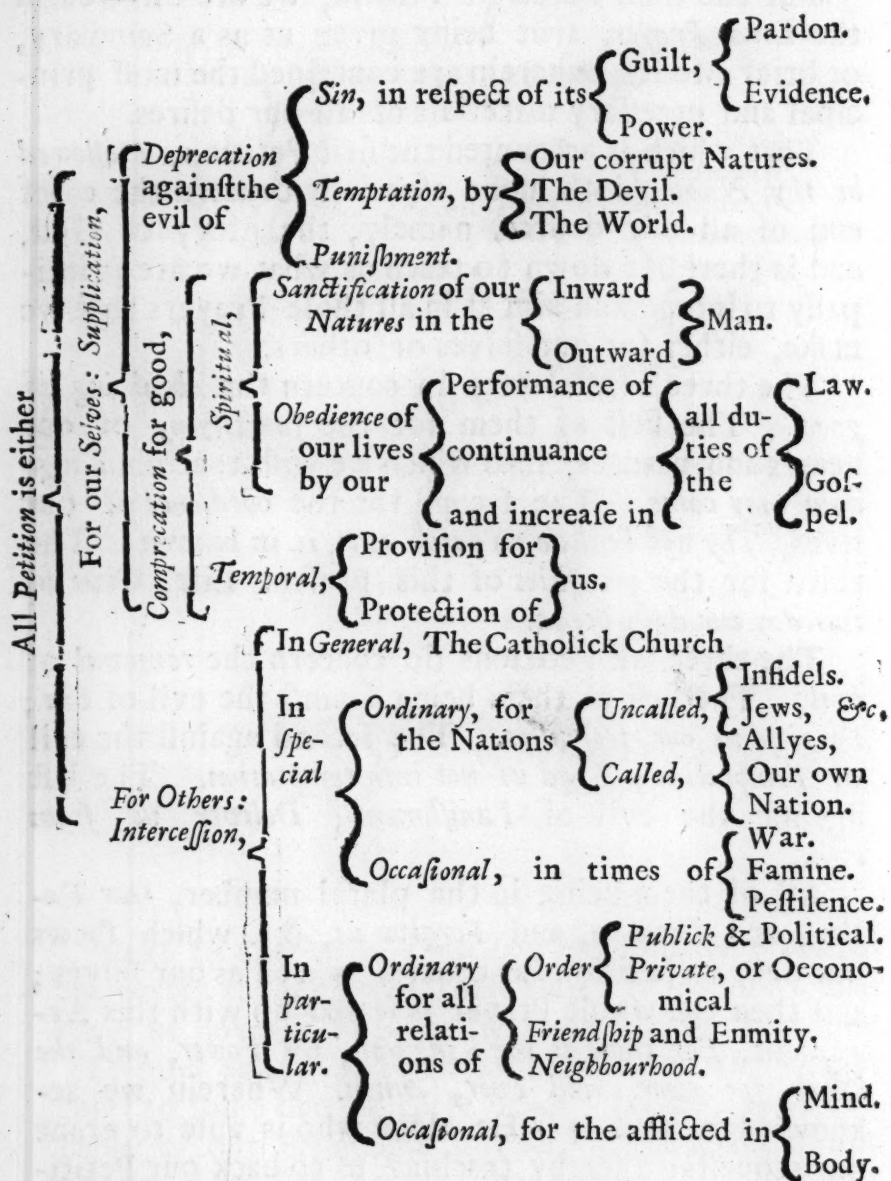 All Petition is either
For our Selves: Supplication,
Deprecation
againſt the
evil of
Sin, in reſpect of its
Guilt,
Pardon.
Evidence.
Power.
Temptation, by
Our corrupt Natures.
The Devil.
The World.
Puniſhment.
Comprecation for good,
Spiritual,
Sanctification of our
Natures in the
Inward
Outward
Man.
Obedience of
our lives
by our
Performance of
continuance
and increaſe in
all du-
ties of
the
Law.
Goſ-
pel.
Temporal,
Proviſion for
Protection of
us.
For Others:
Interceſſion,
In General, The Catholick Church
In
ſpe-
cial
Ordinary, for
the Nations
Uncalled,
Infidels.
Jews, &c,
Called,
Allyes,
Our own
Nation.
Occaſional, in times of
War.
Famine.
Peſtilence.
In
par-
ticu-
lar.
Ordinary
for all
relati-
ons of
Order
Publick & Political.
Private, or Oecono-
mical
Friendſhip and Enmity.
Neighbourhood.
Occaſional, for the afflicted in
Mind.
Body.